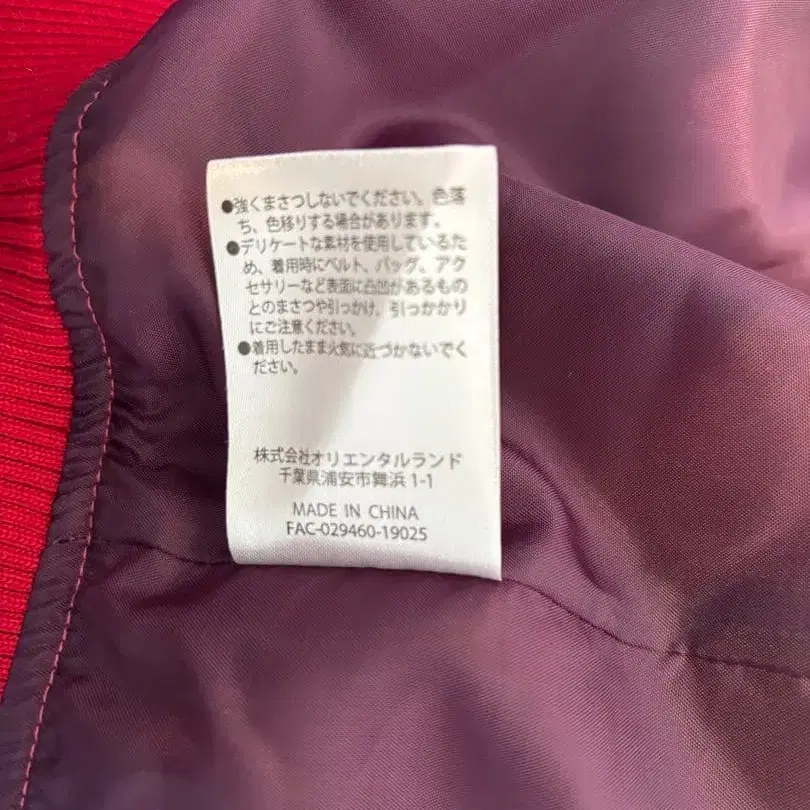 ●強くまさつしないでください。色落
ち、色移りする場合があります。
●デリケートな素材を使用しているた
め、着用時にベルト、バッグ、アク
セサリーなど表面に凸凹があるもの
とのまさつや引っかけ、引っかかり
にご注意ください。
●着用したまま火気に近づかないでく
ださい。
株式会社オリエンタルランド
千葉県浦安市舞浜 1-1
MADE IN CHINA
FAC-029460-19025